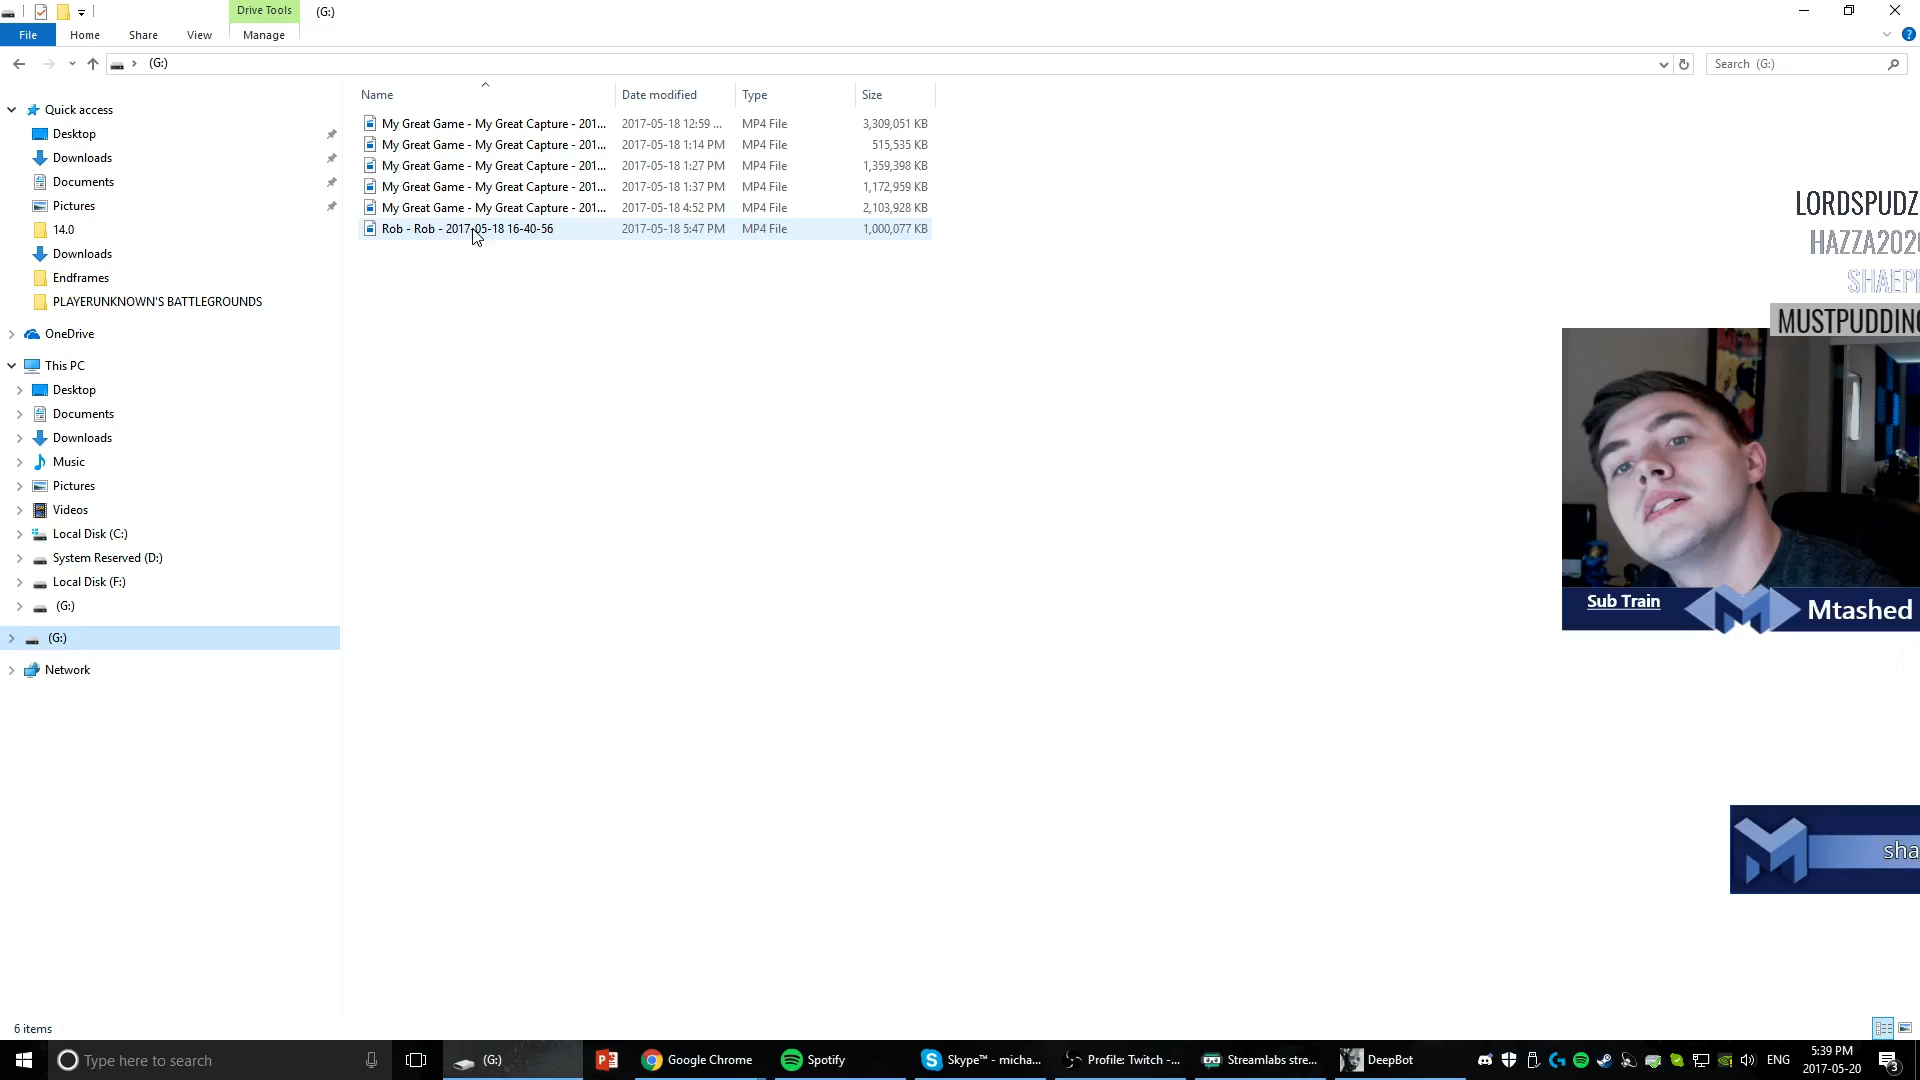 Drive Tools
(G:)
File
Home
Share
View
Manage
(G:)
Search (G:)
Name
Date modified
Type
Size
My Great Game - My Great Capture - 201... 2017-05-18 12:59 ... MP4 File 3,309,051 KB
My Great Game - My Great Capture - 201... 2017-05-18 1:14 PM MP4 File 515,535 KB
My Great Game - My Great Capture - 201... 2017-05-18 1:27 PM MP4 File 1,359,398 KB
My Great Game - My Great Capture - 201... 2017-05-18 1:37 PM MP4 File 1,172,959 KB
My Great Game - My Great Capture - 201... 2017-05-18 4:52 PM MP4 File 2,103,928 KB
Rob - Rob - 2017-05-18 16-40-56 2017-05-18 5:47 PM MP4 File 1,000,077 KB
Quick access
Desktop
Downloads
Documents
Pictures
14.0
Downloads
Endframes
PLAYERUNKNOWN'S BATTLEGROUNDS
OneDrive
This PC
Desktop
Documents
Downloads
Music
Pictures
Videos
Local Disk (C:)
System Reserved (D:)
Local Disk (F:)
(G:)
(G:)
Network
LORDSPUDZ
HAZZA202
SHAEP
MUSTPUDDING
Sub Train
Mtashed
sha
6 items
Type here to search
(G:)
Google Chrome
Spotify
Skype™ - micha...
Profile: Twitch -...
Streamlabs stre...
DeepBot
ENG
5:39 PM
2017-05-20
3